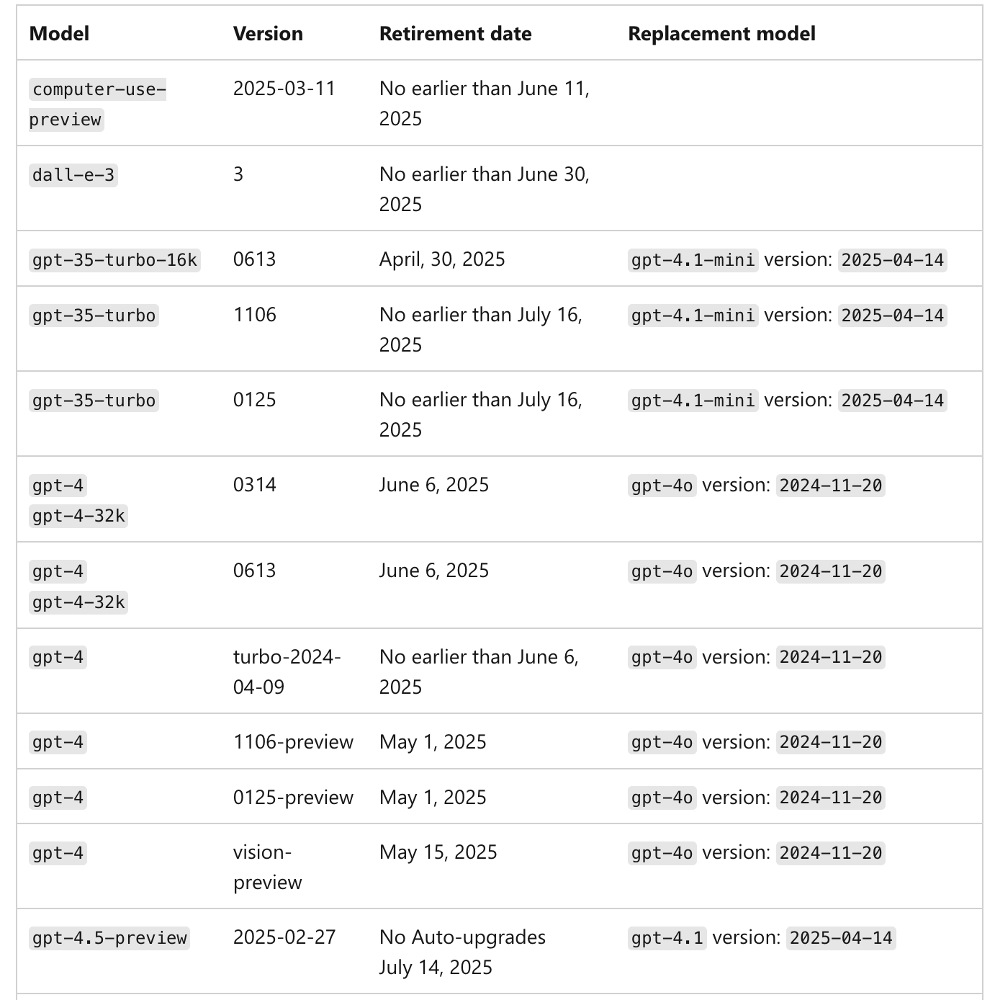 Model Version Retirement date Replacement model
computer-use- 2025-03-11 No earlier than June 11,
preview 2025
dall-e-3 3 No earlier than June 30,
2025
gpt-35-turbo-16k 0613 April, 30, 2025 gpt-4.1-mini version: 2025-04-14
gpt-35-turbo 1106 No earlier than July 16, gpt-4.1-mini version: 2025-04-14
2025
gpt-35-turbo 0125 No earlier than July 16, gpt-4.1-mini version: 2025-04-14
2025
gpt-4 0314 June 6, 2025 gpt-4o version: 2024-11-20
gpt-4-32k
gpt-4 0613 June 6, 2025 gpt-4o version: 2024-11-20
gpt-4-32k
gpt-4 turbo-2024- No earlier than June 6, gpt-4o version: 2024-11-20
04-09 2025
gpt-4 1106-preview May 1, 2025 gpt-4o version: 2024-11-20
gpt-4 0125-preview May 1, 2025 gpt-4o version: 2024-11-20
gpt-4 vision- May 15, 2025 gpt-4o version: 2024-11-20
preview
gpt-4.5-preview 2025-02-27 No Auto-upgrades gpt-4.1 version: 2025-04-14
July 14, 2025